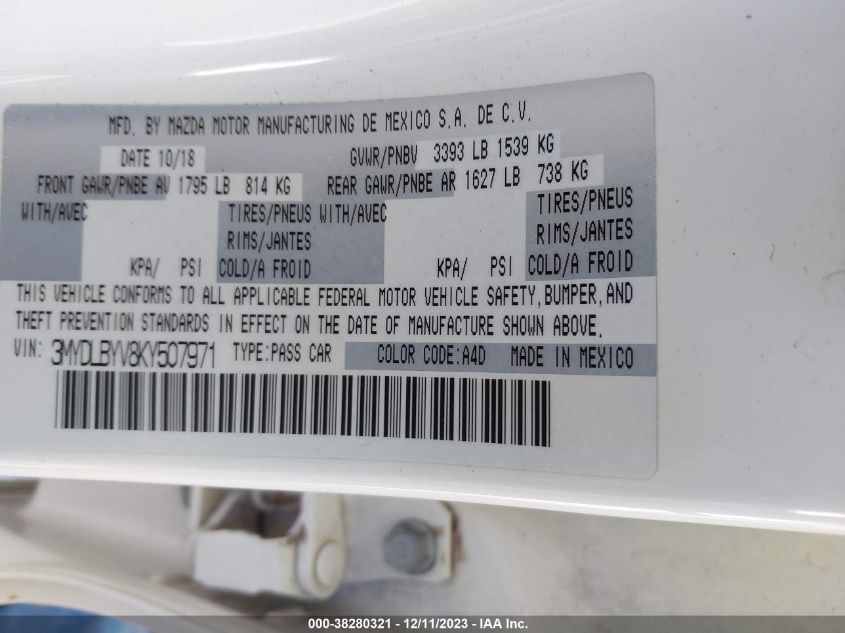 MFD. BY MAZDA MOTOR MANUFACTURING DE MEXICO S.A. DE C.V.
DATE 10/18 GVWR/PNBV 3393 LB 1539 KG
FRONT GAWR/PNBE AV 1795 LB 814 KG REAR GAWR/PNBE AR 1627 LB 738 KG
WITH/AVEC TIRES/PNEUS WITH/AVEC TIRES/PNEUS
RIMS/JANTES RIMS/JANTES
KPA/ PSI COLD/A FROID KPA/ PSI COLD/A FROID
THIS VEHICLE CONFORMS TO ALL APPLICABLE FEDERAL MOTOR VEHICLE SAFETY, BUMPER, AND
THEFT PREVENTION STANDARDS IN EFFECT ON THE DATE OF MANUFACTURE SHOWN ABOVE.
VIN: 3MYDLBYV8KY507971 TYPE:PASS CAR COLOR CODE:A4D MADE IN MEXICO
000-38280321 - 12/11/2023 - IAA Inc.